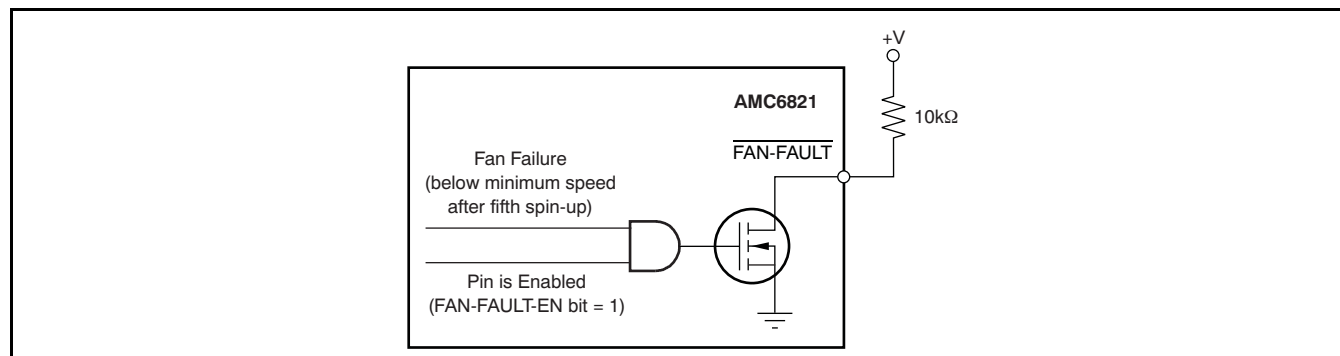 +V
10kΩ
AMC6821
FAN-FAULT
Fan Failure
(below minimum speed
after fifth spin-up)
Pin is Enabled
(FAN-FAULT-EN bit = 1)